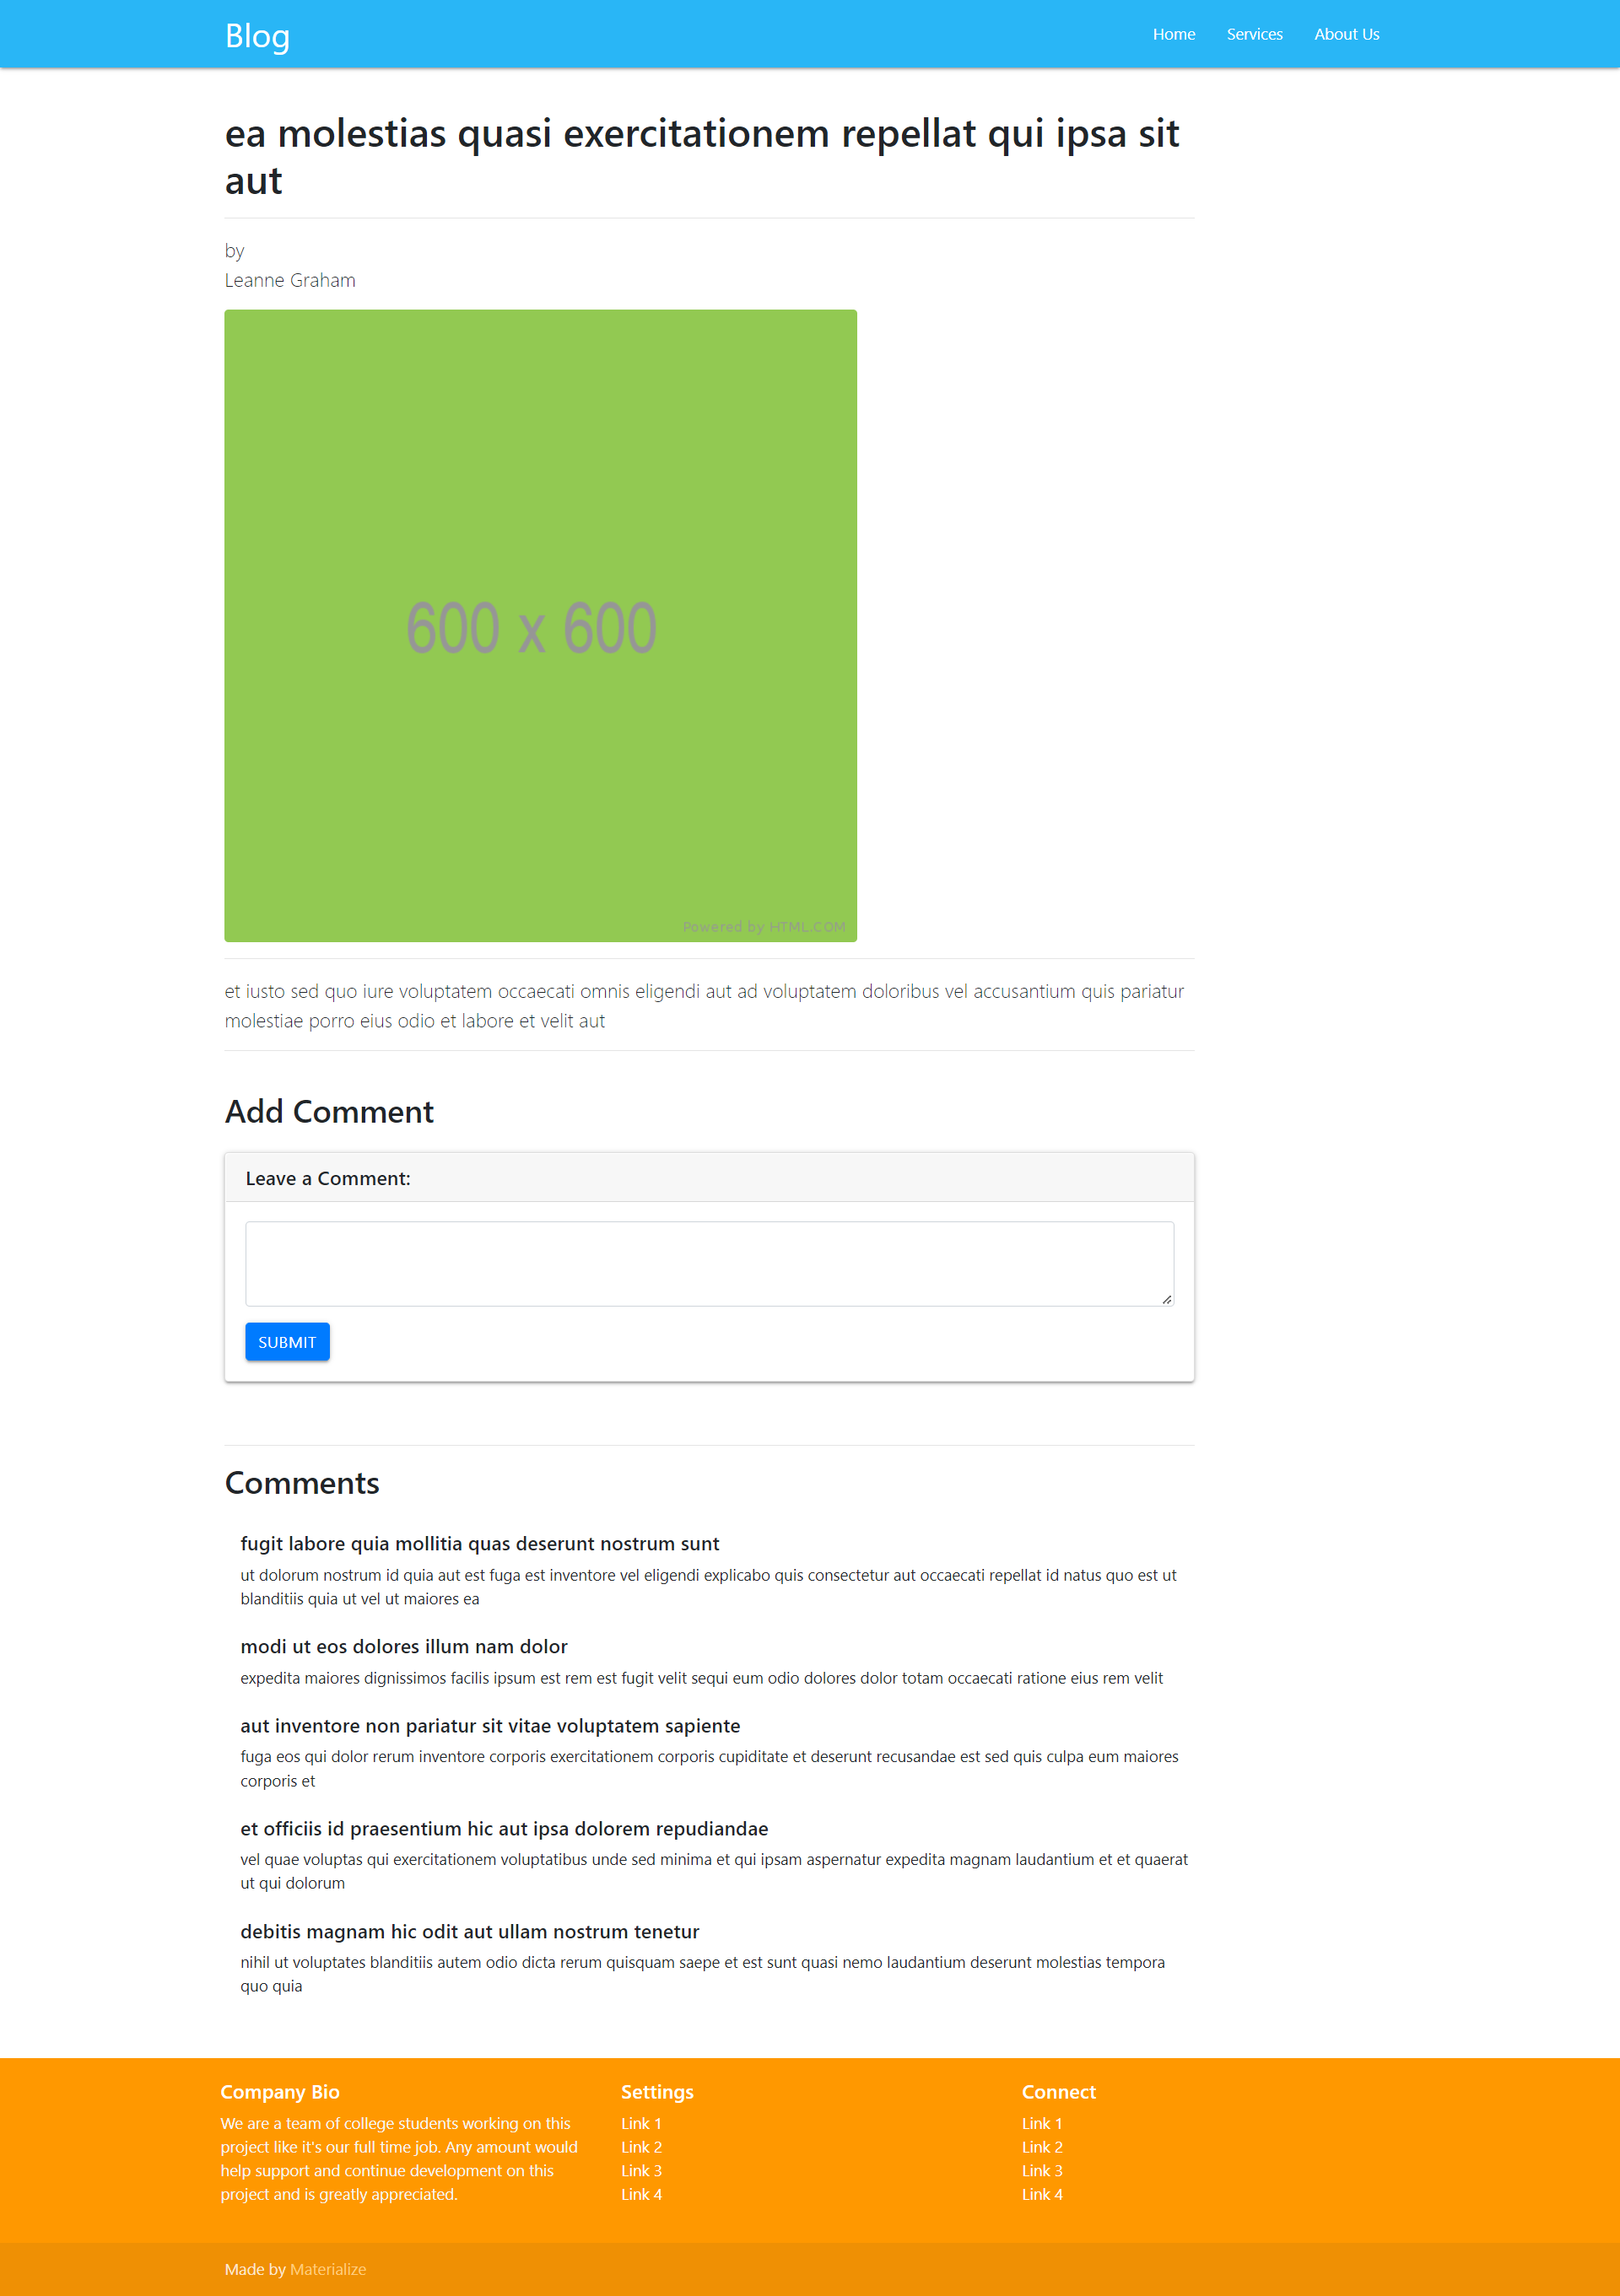 Blog
Home Services About Us
ea molestias quasi exercitationem repellat qui ipsa sit
aut
by
Leanne Graham
600 x 600
Powered by HTML.COM
et iusto sed quo iure voluptatem occaecati omnis eligendi aut ad voluptatem doloribus vel accusantium quis pariatur
molestiae porro eius odio et labore et velit aut
Add Comment
Leave a Comment:
SUBMIT
Comments
fugit labore quia mollitia quas deserunt nostrum sunt
ut dolorum nostrum id quia aut est fuga est inventore vel eligendi explicabo quis consectetur aut occaecati repellat id natus quo est ut
blanditiis quia ut vel ut maiores ea
modi ut eos dolores illum nam dolor
expedita maiores dignissimos facilis ipsum est rem est fugit velit sequi eum odio dolores dolor totam occaecati ratione eius rem velit
aut inventore non pariatur sit vitae voluptatem sapiente
fuga eos qui dolor rerum inventore corporis exercitationem corporis cupiditate et deserunt recusandae est sed quis culpa eum maiores
corporis et
et officiis id praesentium hic aut ipsa dolorem repudiandae
vel quae voluptas qui exercitationem voluptatibus unde sed minima et qui ipsam aspernatur expedita magnam laudantium et et quaerat
ut qui dolorum
debitis magnam hic odit aut ullam nostrum tenetur
nihil ut voluptates blanditiis autem odio dicta rerum quisquam saepe et est sunt quasi nemo laudantium deserunt molestias tempora
quo quia
Company Bio
We are a team of college students working on this
project like it's our full time job. Any amount would
help support and continue development on this
project and is greatly appreciated.
Settings
Link 1
Link 2
Link 3
Link 4
Connect
Link 1
Link 2
Link 3
Link 4
Made by Materialize